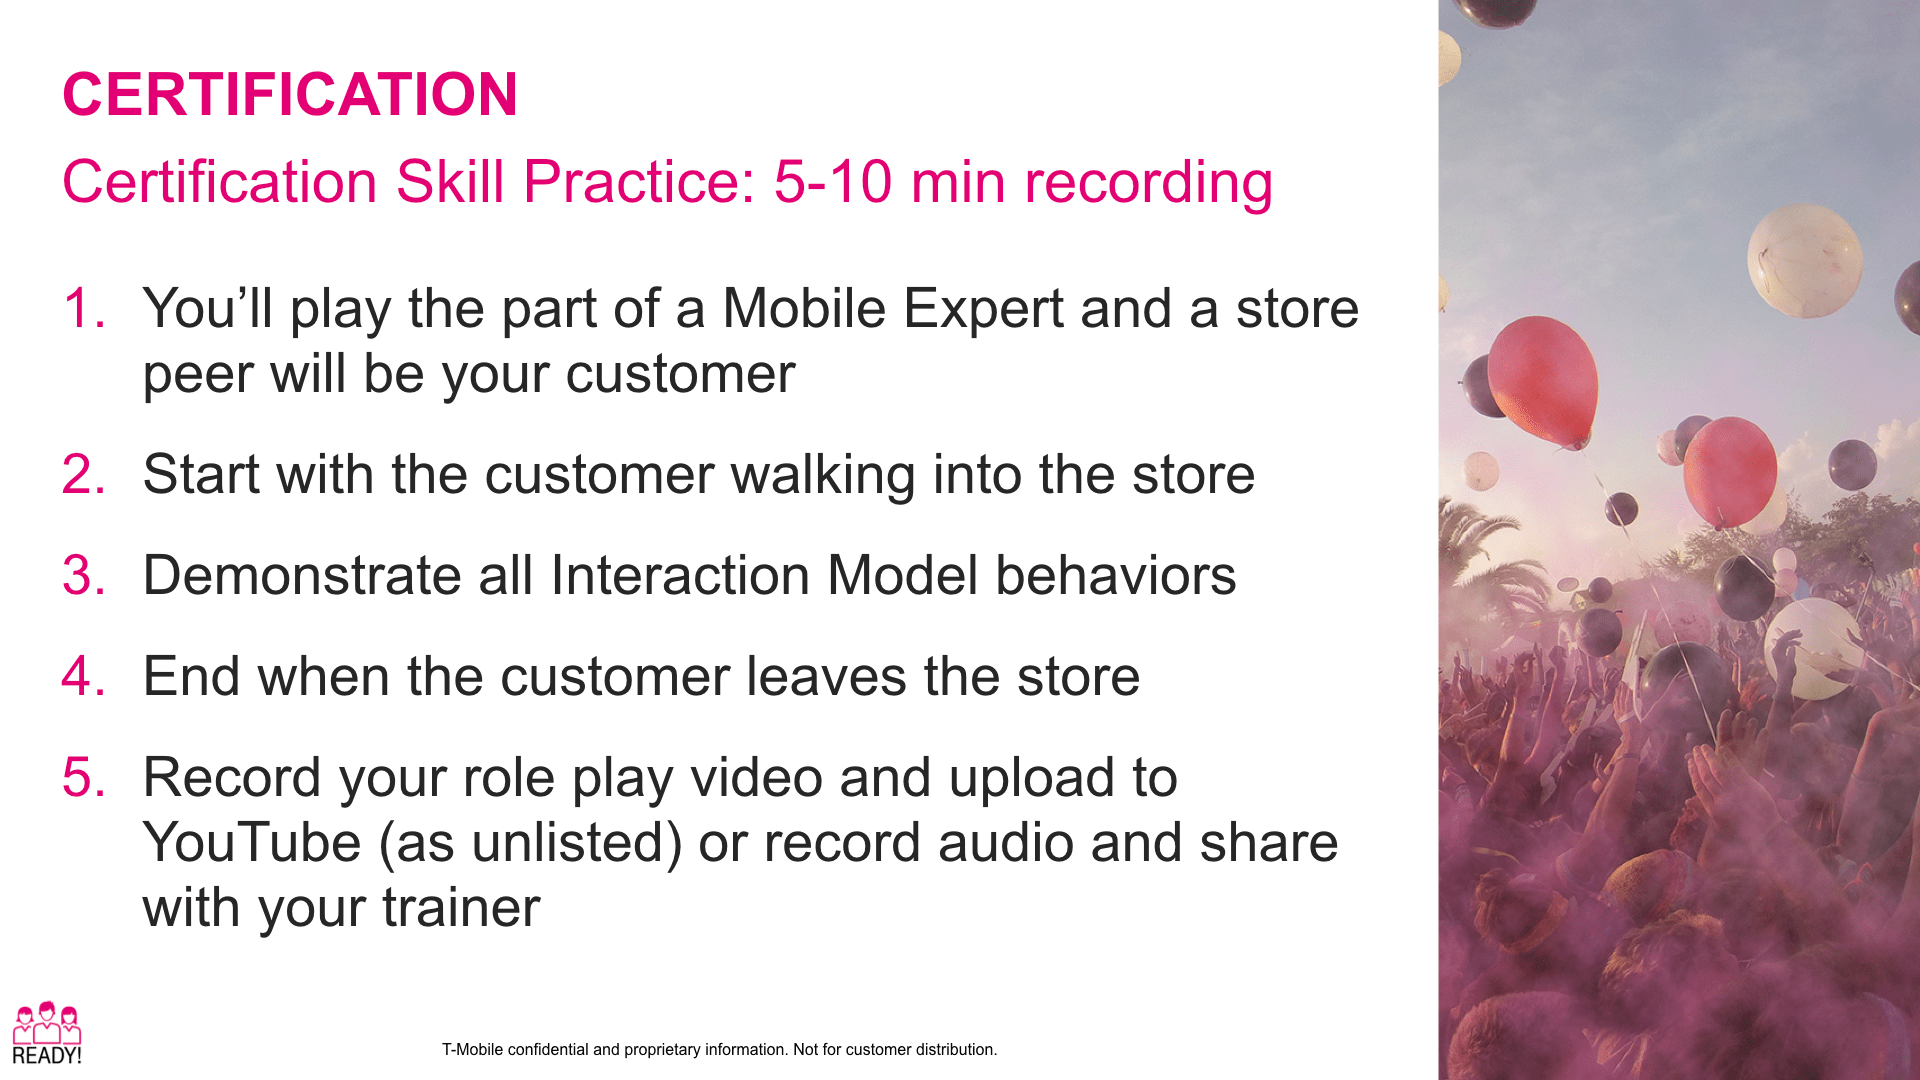 CERTIFICATION
Certification Skill Practice: 5-10 min recording
1. You’ll play the part of a Mobile Expert and a store
peer will be your customer
2. Start with the customer walking into the store
3. Demonstrate all Interaction Model behaviors
4. End when the customer leaves the store
5. Record your role play video and upload to
YouTube (as unlisted) or record audio and share
with your trainer
READY!
T-Mobile confidential and proprietary information. Not for customer distribution.